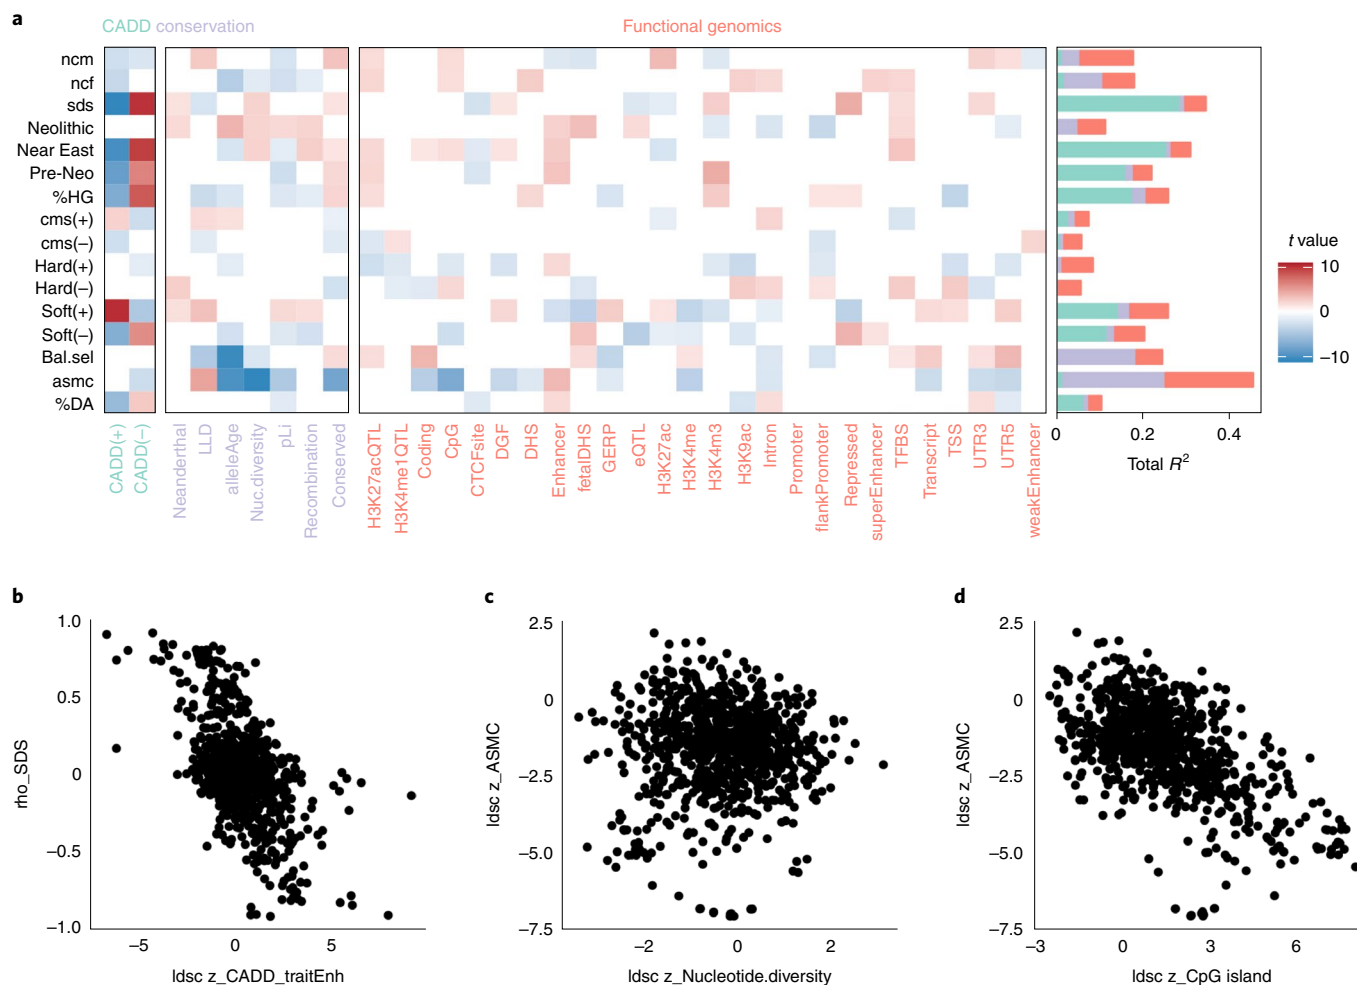 a
CADD conservation
Functional genomics
ncm
ncf
sds
Neolithic
Near East
Pre-Neo
%HG
cms(+)
cms(–)
Hard(+)
Hard(–)
Soft(+)
Soft(–)
Bal.sel
asmc
%DA
CADD(+)
CADD(–)
Neanderthal
LLD
alleleAge
Nuc.diversity
pLi
Recombination
Conserved
H3K27acQTL
H3K4me1QTL
Coding
CpG
CTCFsite
DGF
DHS
Enhancer
fetalDHS
GERP
eQTL
H3K27ac
H3K4me
H3K4m3
H3K9ac
Intron
Promoter
flankPromoter
Repressed
superEnhancer
TFBS
Transcript
TSS
UTR3
UTR5
weakEnhancer
0 0.2 0.4
Total R²
t value
10
0
–10
b
1.0
0.5
0
–0.5
–1.0
rho_SDS
–5 0 5
ldsc z_CADD_traitEnh
c
2.5
0
–2.5
–5.0
–7.5
ldsc z_ASMC
–2 0 2
ldsc z_Nucleotide.diversity
d
2.5
0
–2.5
–5.0
–7.5
ldsc z_ASMC
–3 0 3 6
ldsc z_CpG island